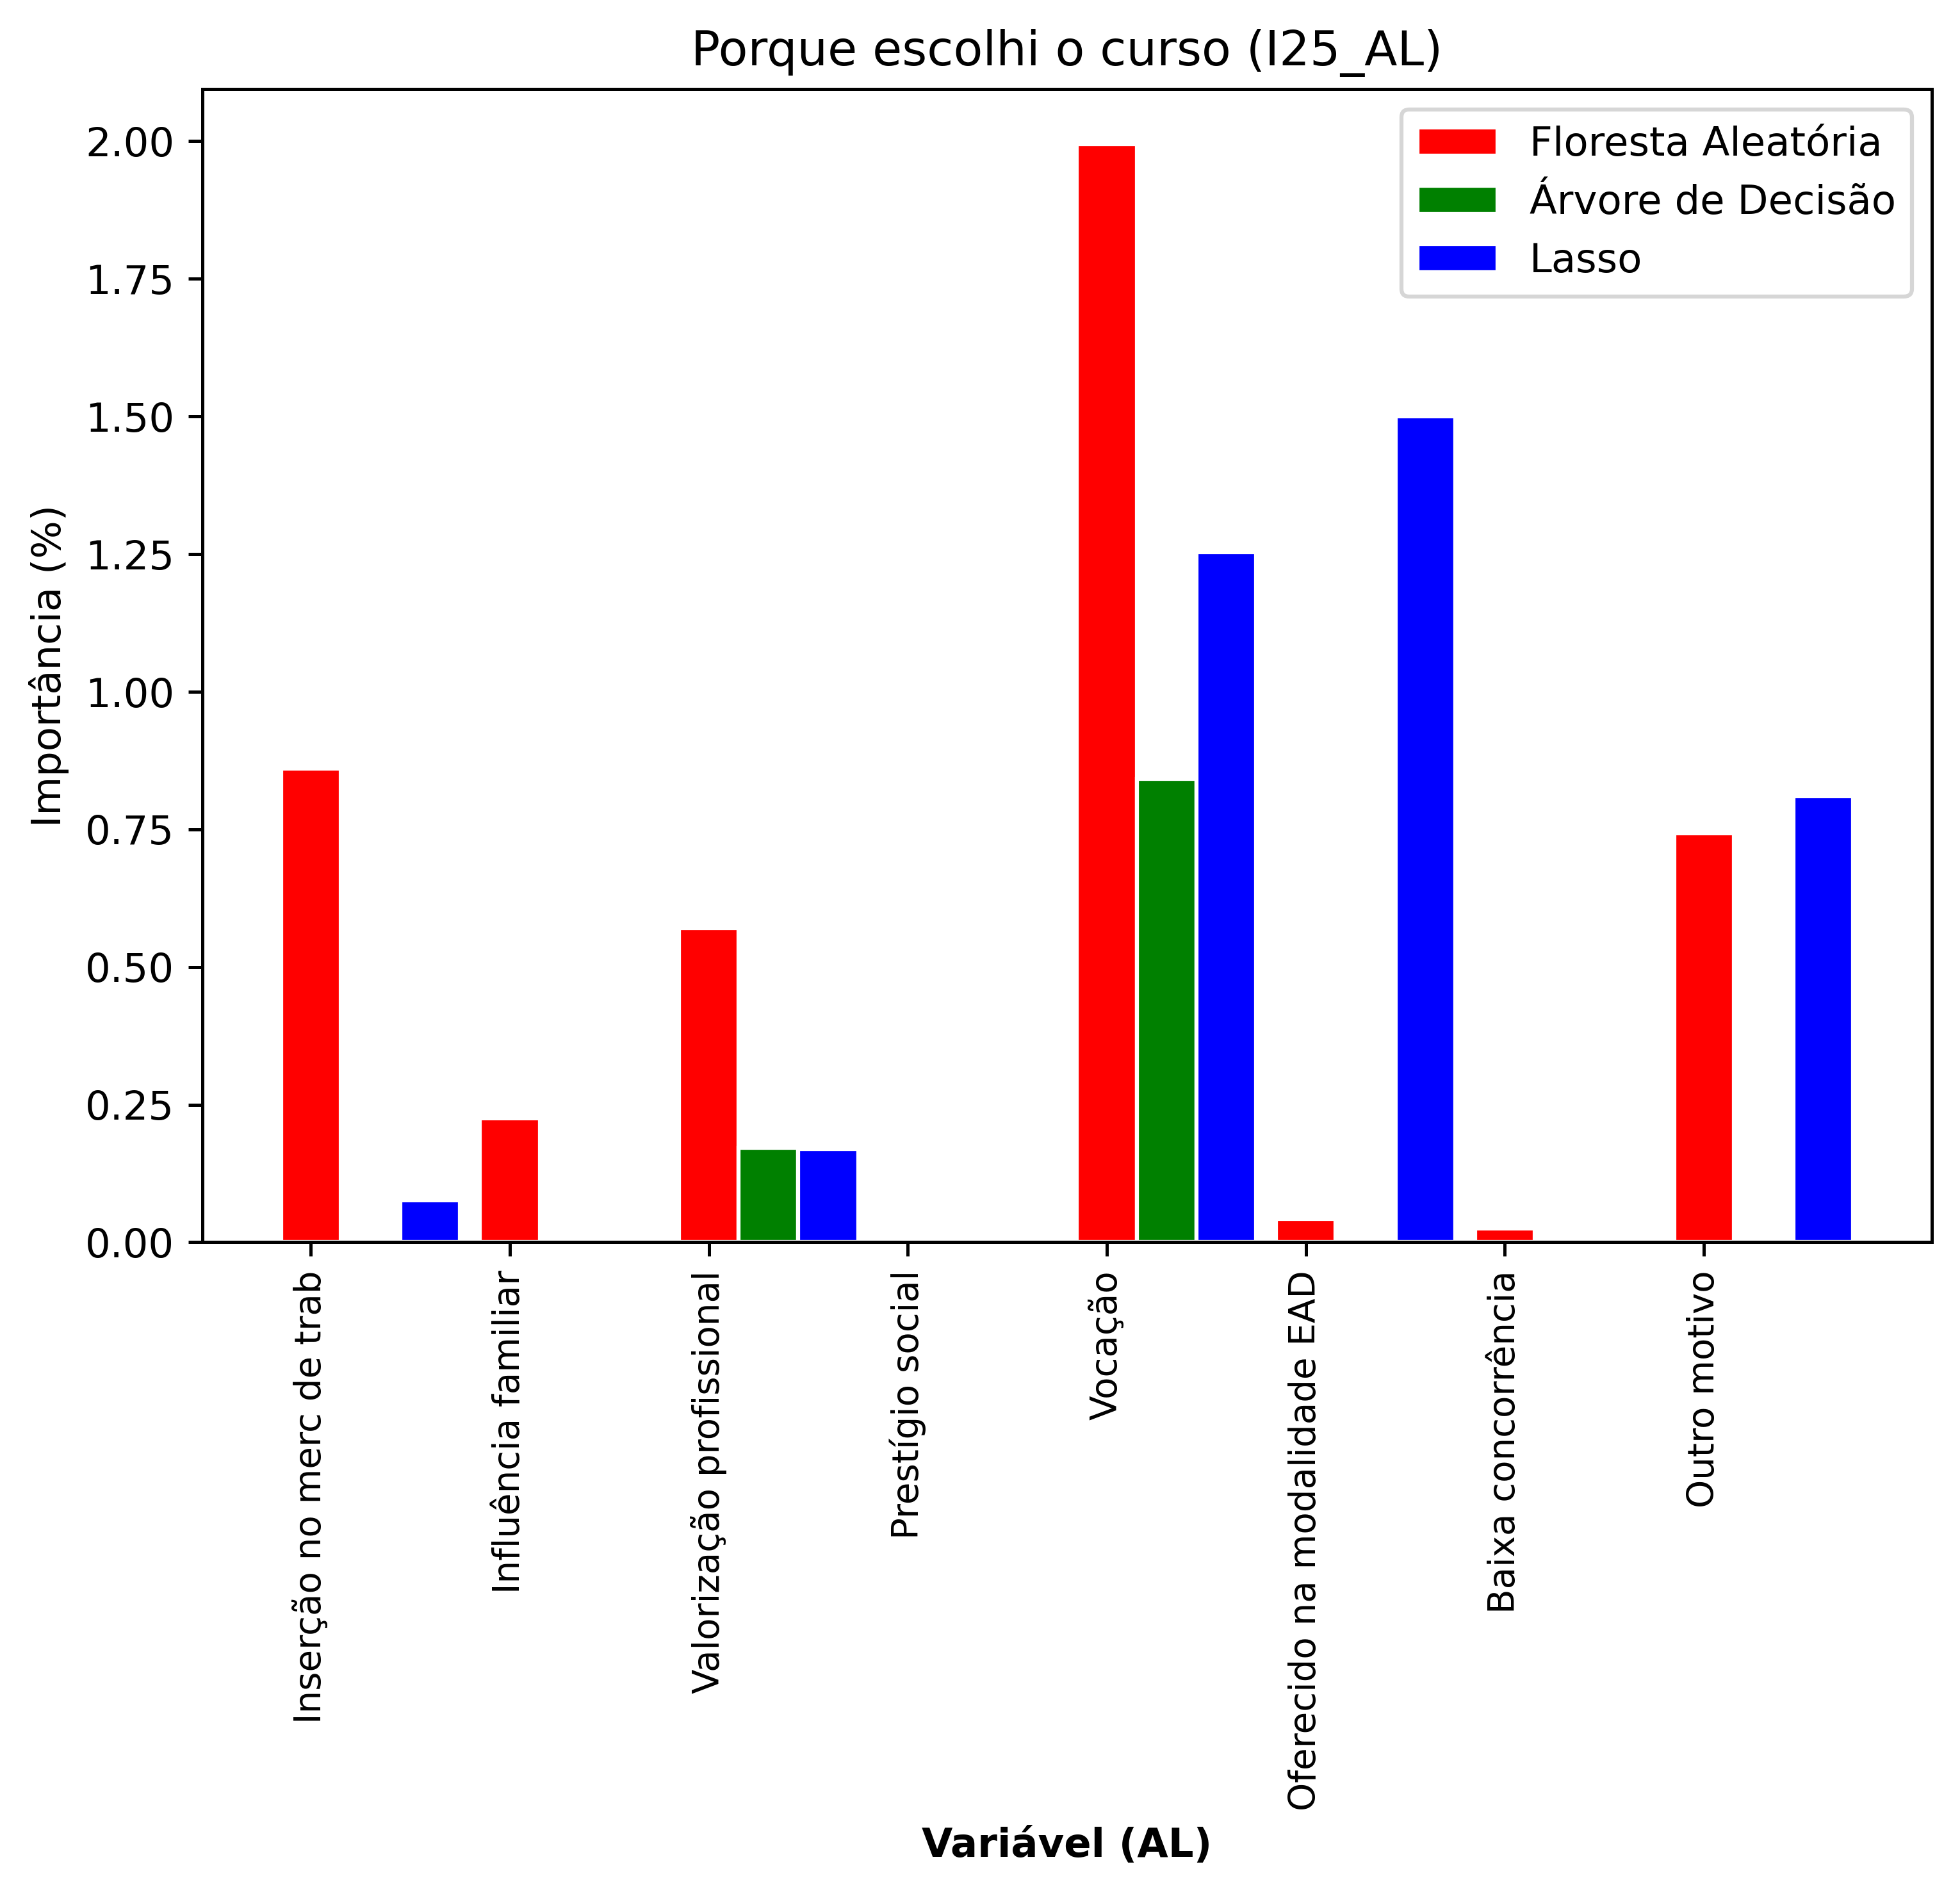 Porque escolhi o curso (I25_AL)
Floresta Aleatória
Árvore de Decisão
Lasso
Importância (%)
2.00
1.75
1.50
1.25
1.00
0.75
0.50
0.25
0.00
Inserção no merc de trab
Influência familiar
Valorização profissional
Prestígio social
Vocação
Oferecido na modalidade EAD
Baixa concorrência
Outro motivo
Variável (AL)